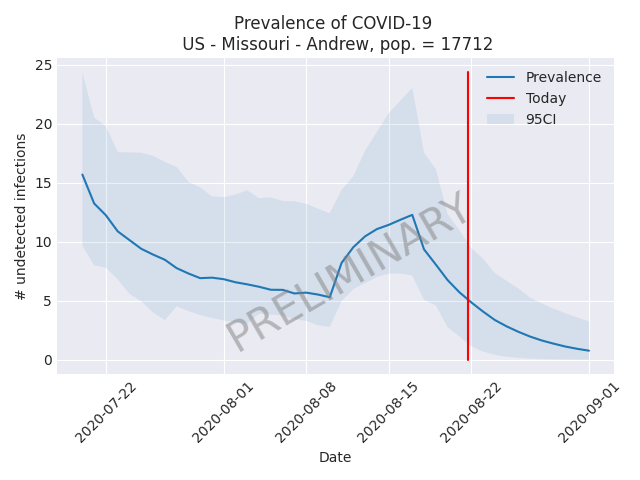 Prevalence of COVID-19
US - Missouri - Andrew, pop. = 17712
25
20
15
10
5
0
# undetected infections
Prevalence
Today
95CI
PRELIMINARY
2020-07-22
2020-08-01
2020-08-08
2020-08-15
2020-08-22
2020-09-01
Date